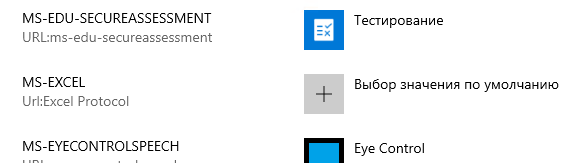 MS-EDU-SECUREASSESSMENT
URL:ms-edu-secureassessment
Тестирование
MS-EXCEL
Url:Excel Protocol
Выбор значения по умолчанию
MS-EYECONTROLSPEECH
Eye Control